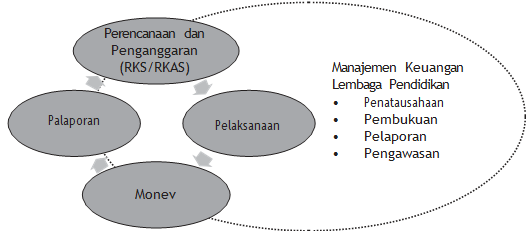 Perencanaan dan
Penganggaran
(RKS/RKAS)
Palaporan
Pelaksanaan
Monev
Manajemen Keuangan
Lembaga Pendidikan
• Penatausahaan
• Pembukuan
• Pelaporan
• Pengawasan